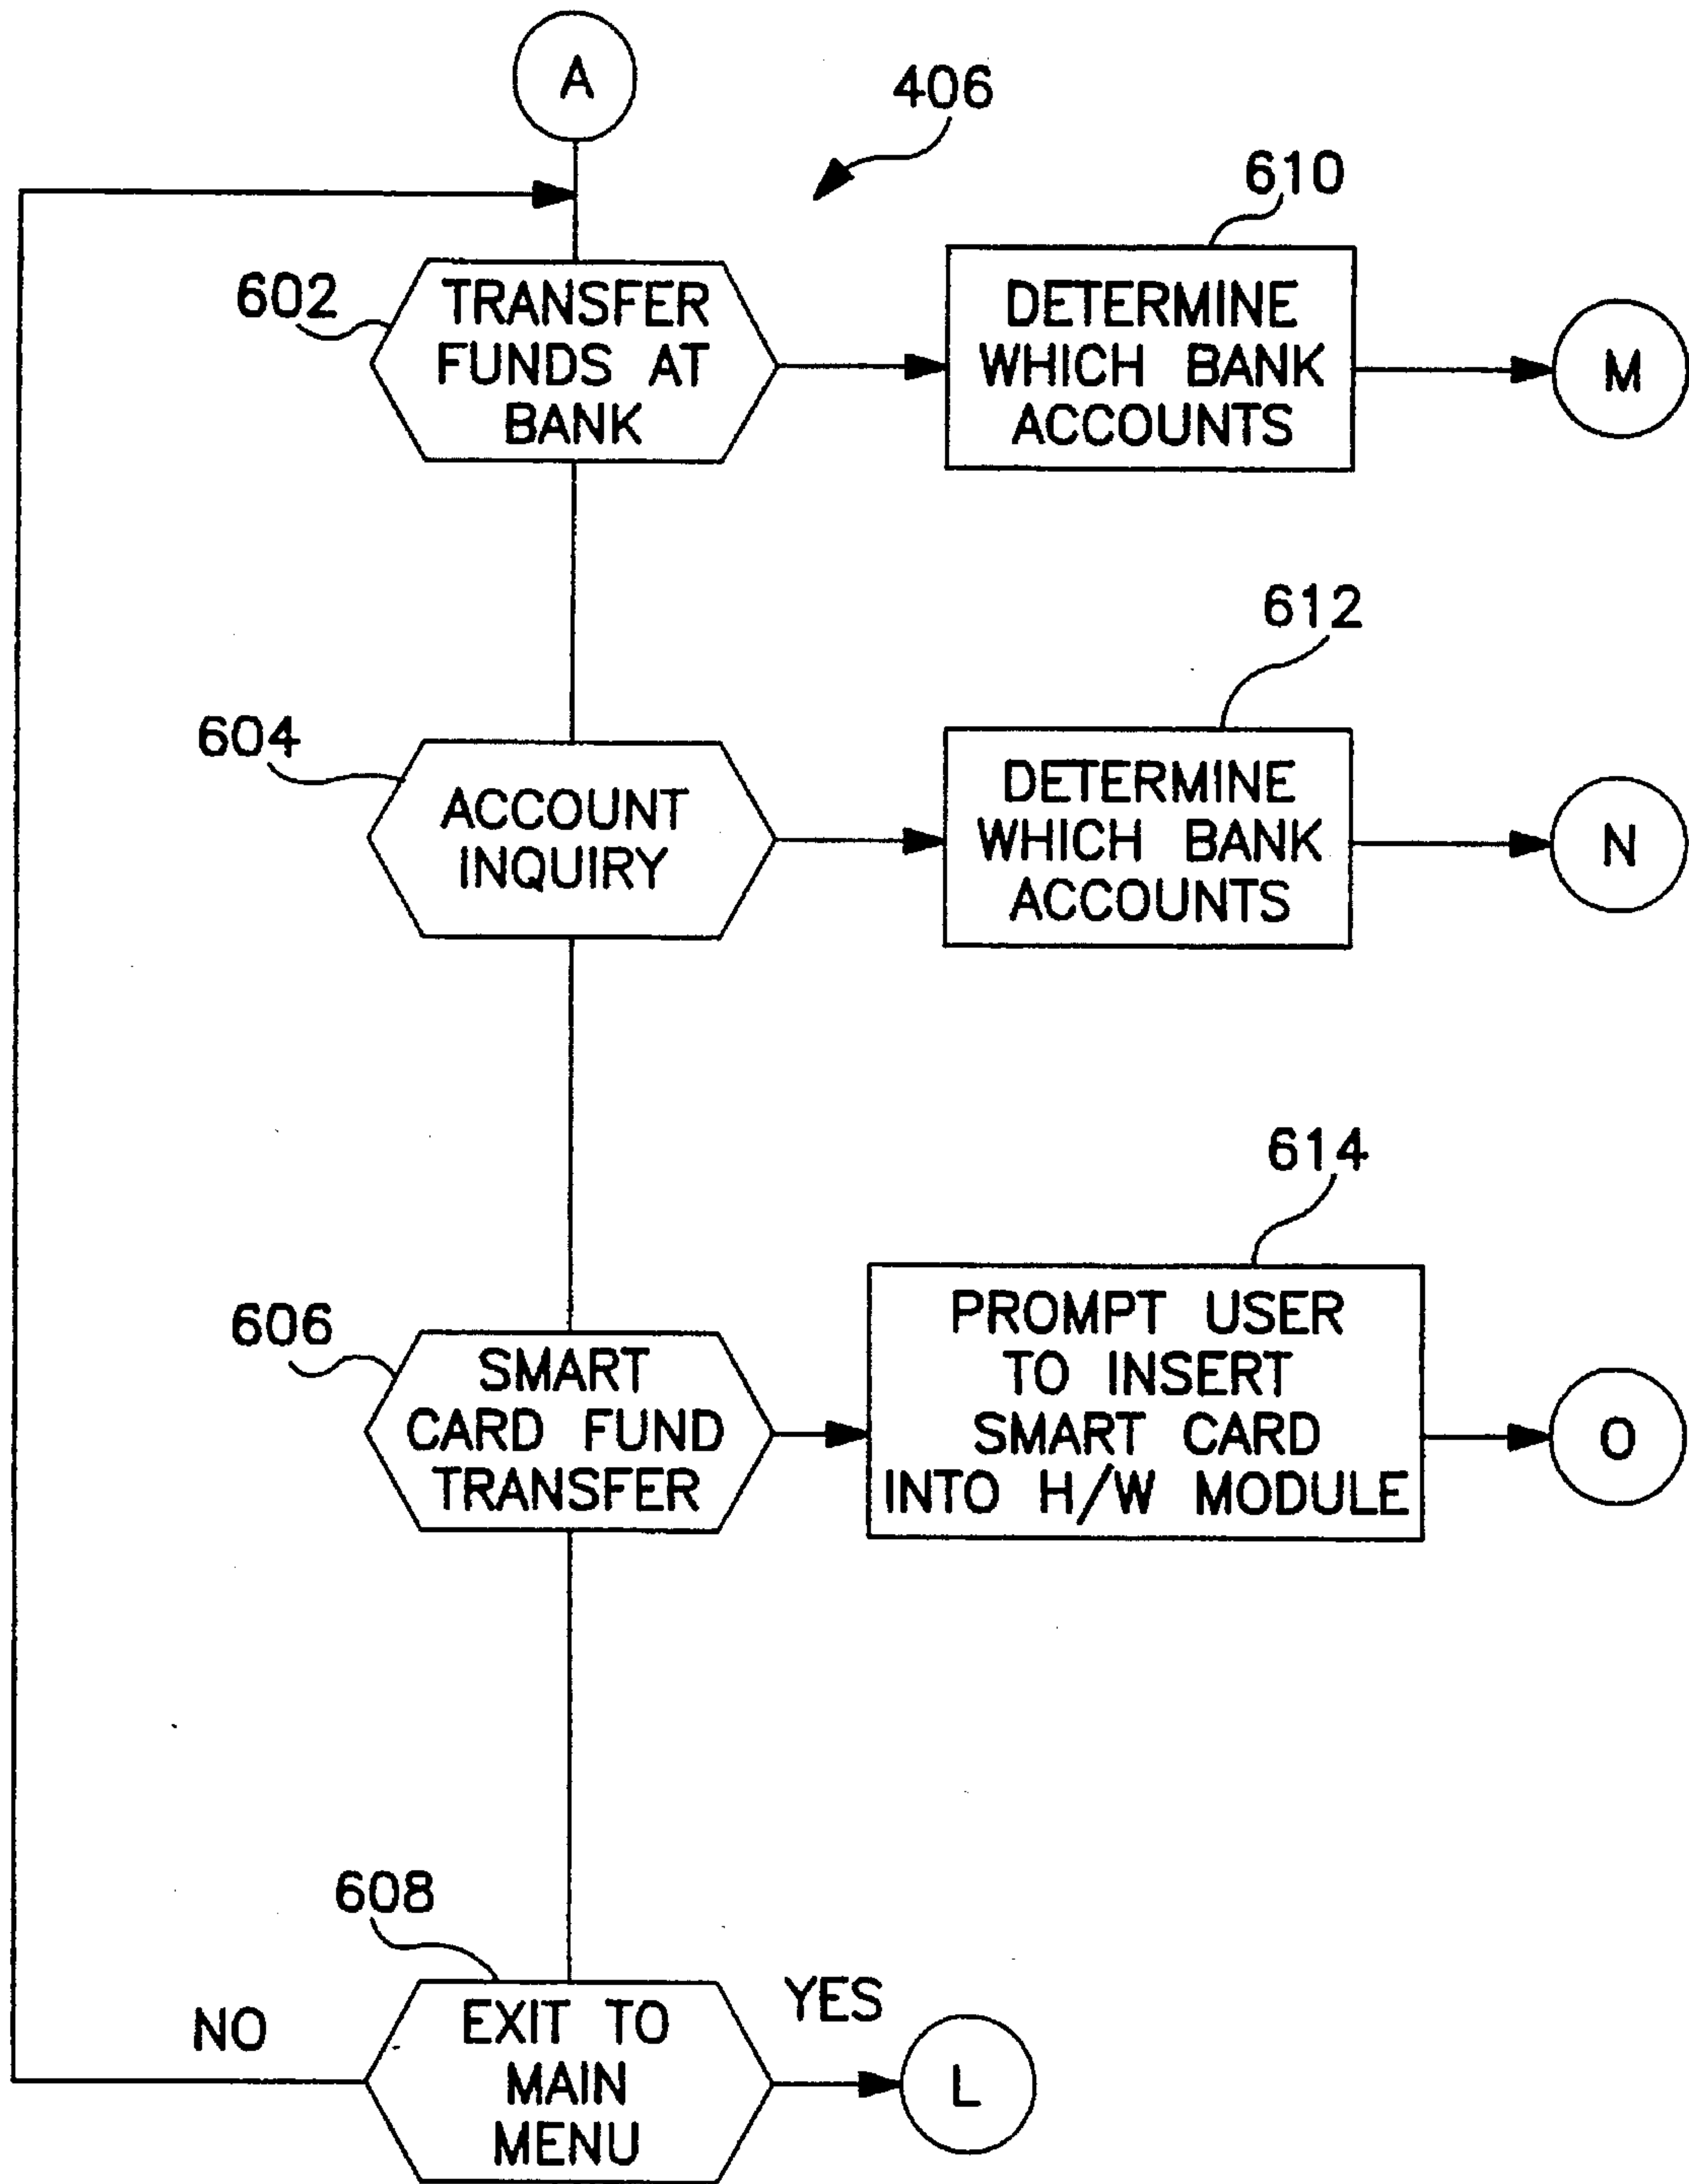 A
406
610
602
TRANSFER
FUNDS AT
BANK
DETERMINE
WHICH BANK
ACCOUNTS
M
612
604
ACCOUNT
INQUIRY
DETERMINE
WHICH BANK
ACCOUNTS
N
614
606
SMART
CARD FUND
TRANSFER
PROMPT USER
TO INSERT
SMART CARD
INTO H/W MODULE
O
608
NO
EXIT TO
MAIN
MENU
YES
L